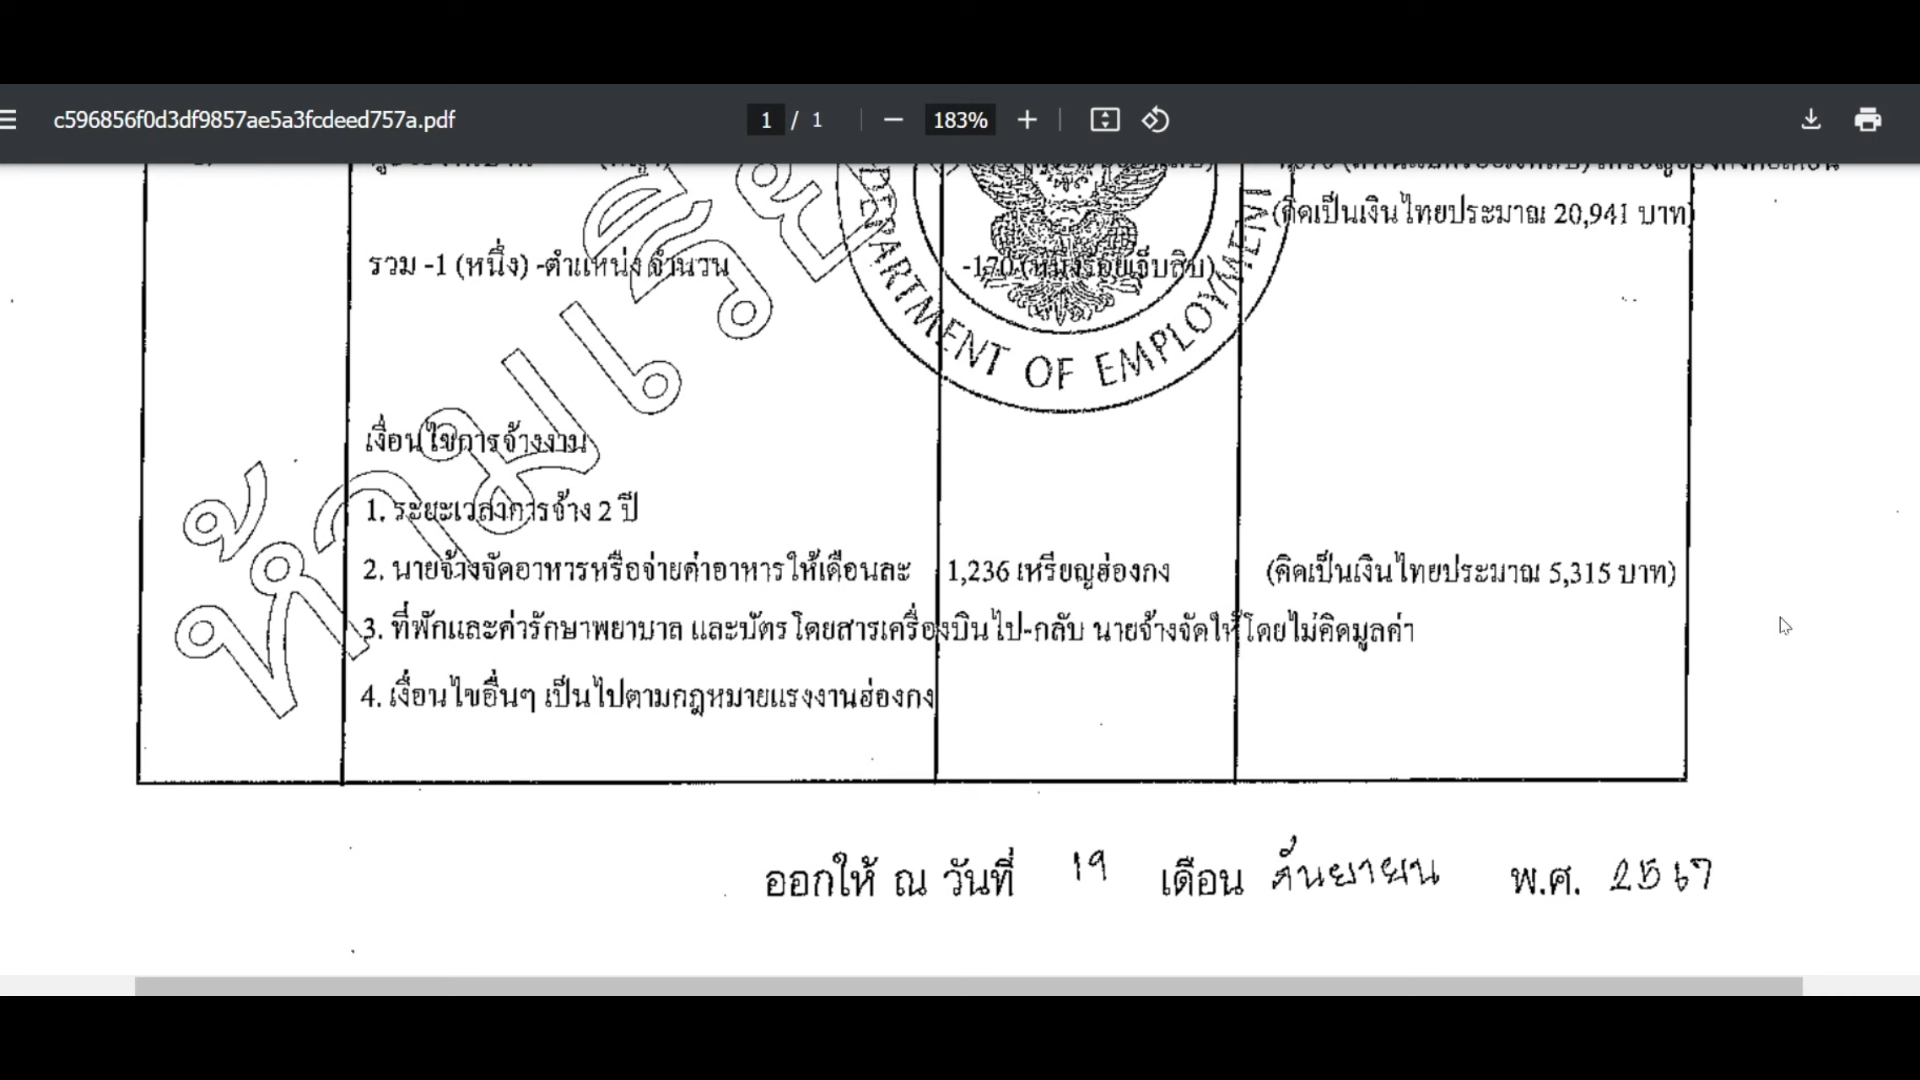 c596856f0d3df9857ae5a3fcdeed757a.pdf
1 / 1
183%
(คิดเป็นเงินไทยประมาณ 20,941 บาท)
รวม -1 (หนึ่ง) -ตำแหน่ง จำนวน -170 (หนึ่งร้อยเจ็บสิบ)
DEPARTMENT OF EMPLOYMENT
เงื่อนไขการจ้างงาน
1. ระยะเวลาการจ้าง 2 ปี
2. นายจ้างจัดอาหารหรือจ่ายค่าอาหารให้เดือนละ 1,236 เหรียญฮ่องกง (คิดเป็นเงินไทยประมาณ 5,315 บาท)
3. ที่พักและค่ารักษาพยาบาล และบัตรโดยสารเครื่องบินไป-กลับ นายจ้างจัดให้โดยไม่คิดมูลค่า
4. เงื่อนไขอื่นๆ เป็นไปตามกฎหมายแรงงานฮ่องกง
ออกให้ ณ วันที่ 19 เดือน กันยายน พ.ศ. 2567